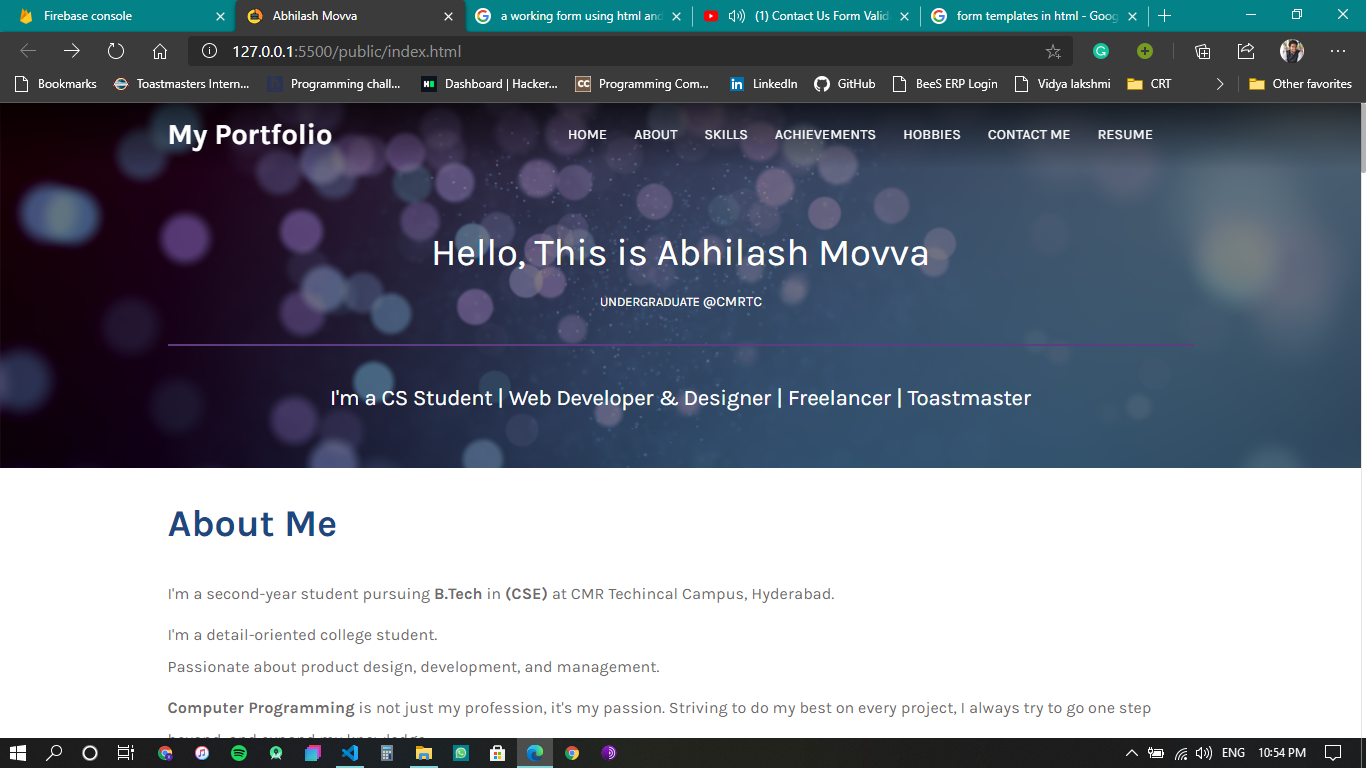 Firebase console
Abhilash Movva
a working form using html and
(1) Contact Us Form Valid
form templates in html - Goog
127.0.0.1:5500/public/index.html
Bookmarks
Toastmasters Intern...
Programming chall...
Dashboard | Hacker...
Programming Com...
LinkedIn
GitHub
BeeS ERP Login
Vidya lakshmi
CRT
Other favorites
My Portfolio
HOME ABOUT SKILLS ACHIEVEMENTS HOBBIES CONTACT ME RESUME
Hello, This is Abhilash Movva
UNDERGRADUATE @CMRTC
I'm a CS Student | Web Developer & Designer | Freelancer | Toastmaster
About Me
I'm a second-year student pursuing B.Tech in (CSE) at CMR Techincal Campus, Hyderabad.
I'm a detail-oriented college student.
Passionate about product design, development, and management.
Computer Programming is not just my profession, it's my passion. Striving to do my best on every project, I always try to go one step
ENG 10:54 PM